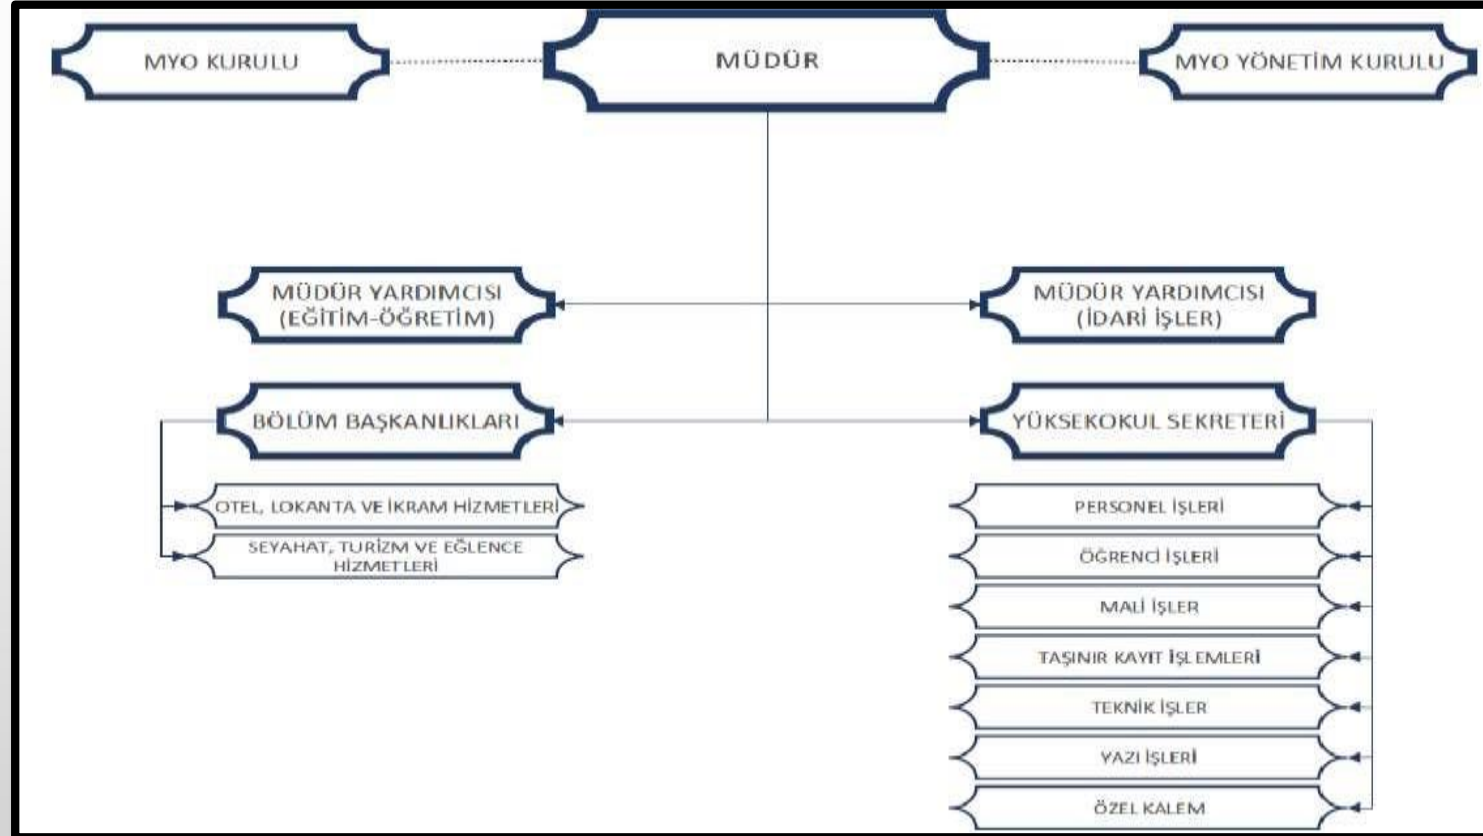 MYO KURULU
MÜDÜR
MYO YÖNETİM KURULU
MÜDÜR YARDIMCISI
(EĞİTİM-ÖĞRETİM)
MÜDÜR YARDIMCISI
(İDARİ İŞLER)
BÖLÜM BAŞKANLIKLARI
YÜKSEKOKUL SEKRETERİ
OTEL, LOKANTA VE İKRAM HİZMETLERİ
SEYAHAT, TURİZM VE EĞLENCE
HİZMETLERİ
PERSONEL İŞLERİ
ÖĞRENCİ İŞLERİ
MALİ İŞLER
TAŞINIR KAYIT İŞLEMLERİ
TEKNİK İŞLER
YAZI İŞLERİ
ÖZEL KALEM